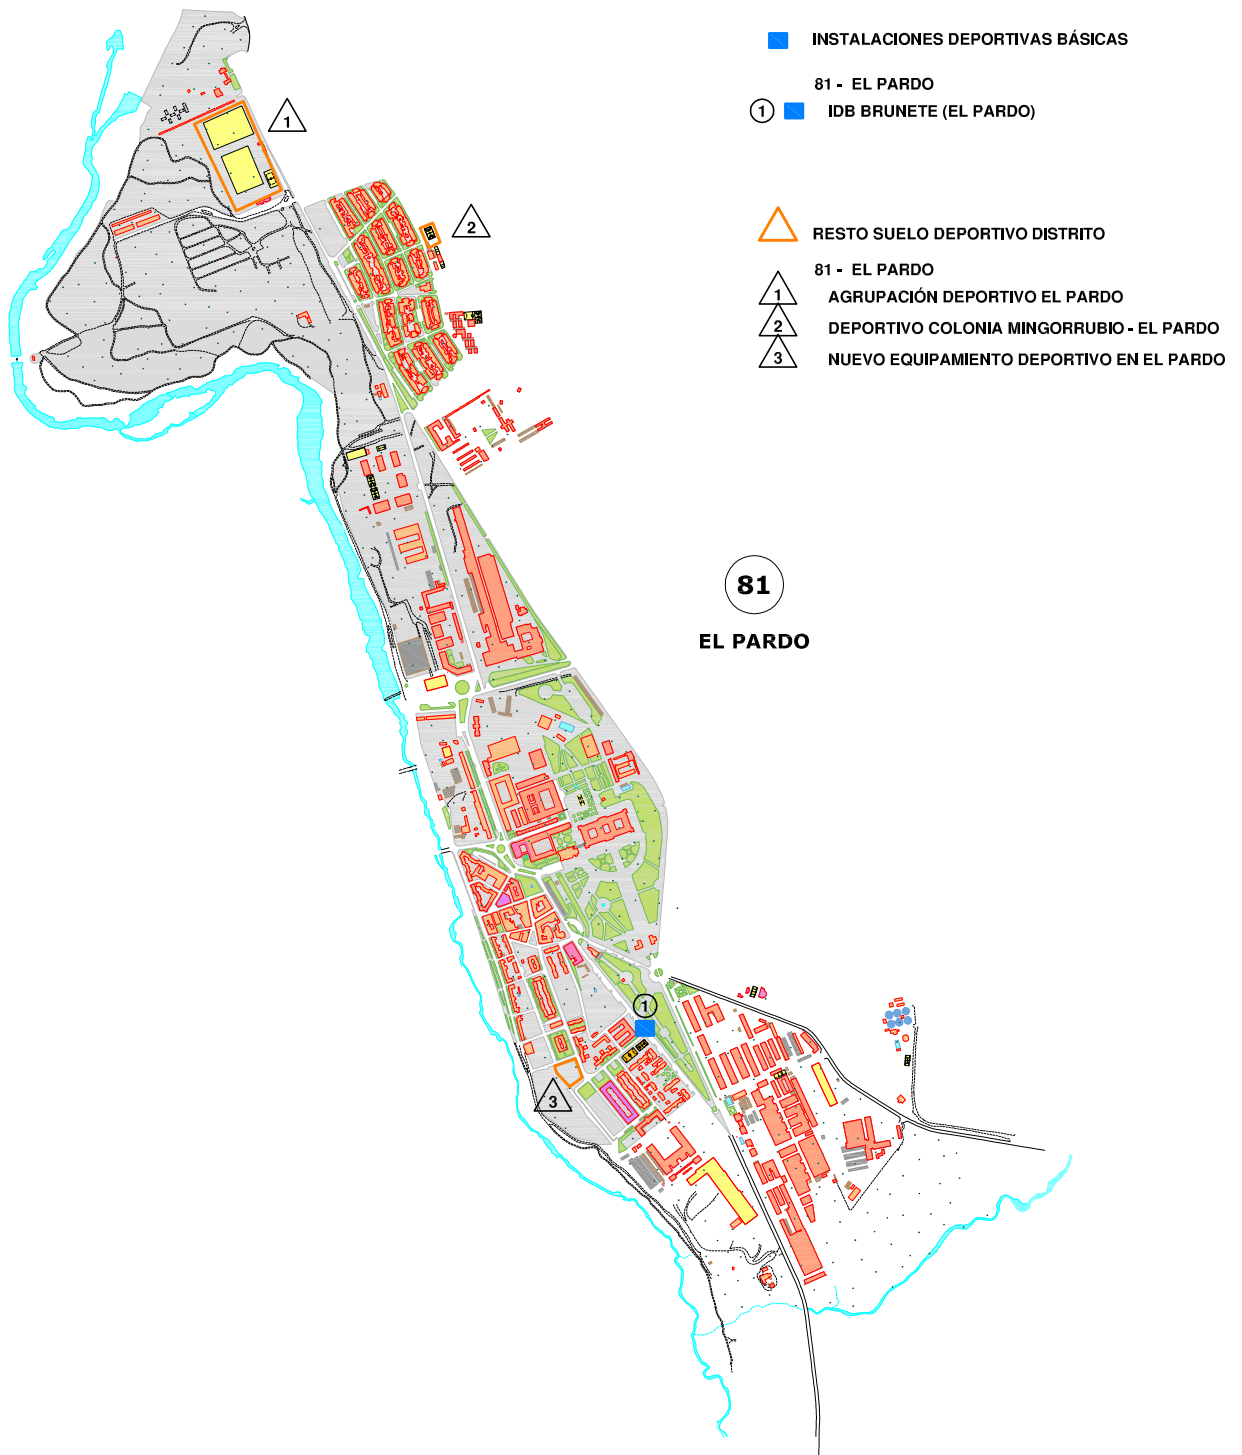 INSTALACIONES DEPORTIVAS BÁSICAS
81 - EL PARDO
1 IDB BRUNETE (EL PARDO)
RESTO SUELO DEPORTIVO DISTRITO
81 - EL PARDO
1 AGRUPACIÓN DEPORTIVO EL PARDO
2 DEPORTIVO COLONIA MINGORRUBIO - EL PARDO
3 NUEVO EQUIPAMIENTO DEPORTIVO EN EL PARDO
1
2
81
EL PARDO
1
3